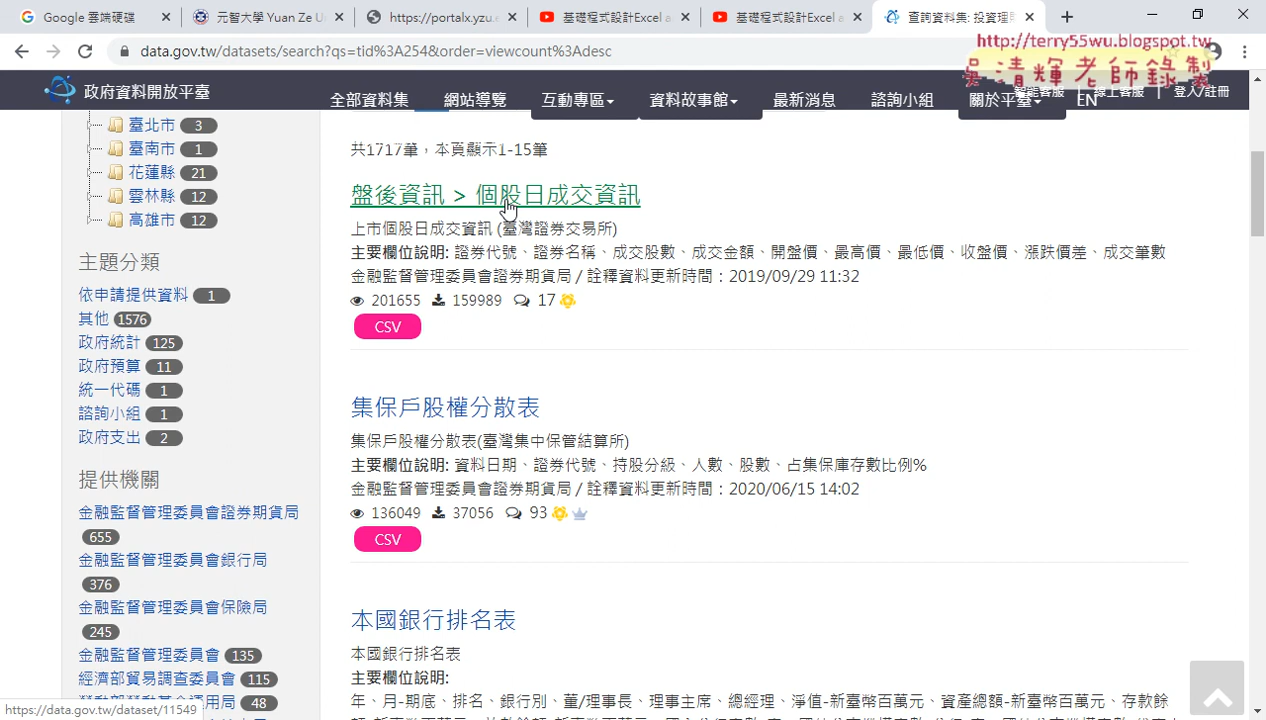 Google 雲端硬碟
元智大學 Yuan Ze U
https://portalx.yzu.e
基礎程式設計Excel a
基礎程式設計Excel a
查詢資料集: 投資理
data.gov.tw/datasets/search?qs=tid%3A254&order=viewcount%3Adesc
http://terry55wu.blogspot.tw
吳清輝老師錄製
政府資料開放平臺
全部資料集
網站導覽
互動專區
資料故事館
最新消息
諮詢小組
關於平臺
EN
智能客服
線上客服
登入/註冊
臺北市 3
臺南市 1
花蓮縣 21
雲林縣 12
高雄市 12
主題分類
依申請提供資料 1
其他 1576
政府統計 125
政府預算 11
統一代碼 1
諮詢小組 1
政府支出 2
提供機關
金融監督管理委員會證券期貨局
655
金融監督管理委員會銀行局
376
金融監督管理委員會保險局
245
金融監督管理委員會 135
經濟部貿易調查委員會 115
勞動部勞動基金運用局 48
共1717筆，本頁顯示1-15筆
盤後資訊 > 個股日成交資訊
上市個股日成交資訊 (臺灣證券交易所)
主要欄位說明: 證券代號、證券名稱、成交股數、成交金額、開盤價、最高價、最低價、收盤價、漲跌價差、成交筆數
金融監督管理委員會證券期貨局 / 詮釋資料更新時間：2019/09/29 11:32
201655 159989 17
CSV
集保戶股權分散表
集保戶股權分散表(臺灣集中保管結算所)
主要欄位說明: 資料日期、證券代號、持股分級、人數、股數、占集保庫存數比例%
金融監督管理委員會證券期貨局 / 詮釋資料更新時間：2020/06/15 14:02
136049 37056 93
CSV
本國銀行排名表
本國銀行排名表
主要欄位說明:
年、月-期底、排名、銀行別、董/理事長、理事主席、總經理、淨值-新臺幣百萬元、資產總額-新臺幣百萬元、存款餘
https://data.gov.tw/dataset/11549